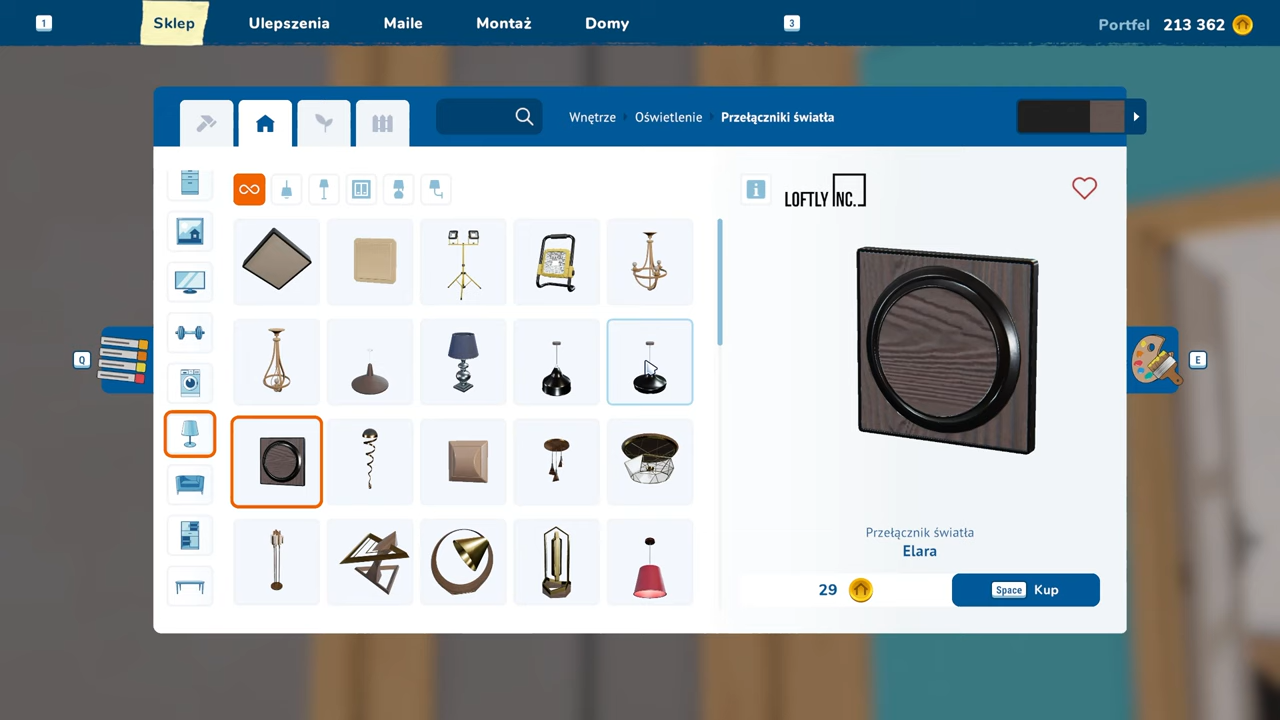 1 Sklep Ulepszenia Maile Montaż Domy 3 Portfel 213 362
Wnętrze Oświetlenie Przełączniki światła
LOFTLY INC.
Q
E
Przełącznik światła
Elara
29 Space Kup